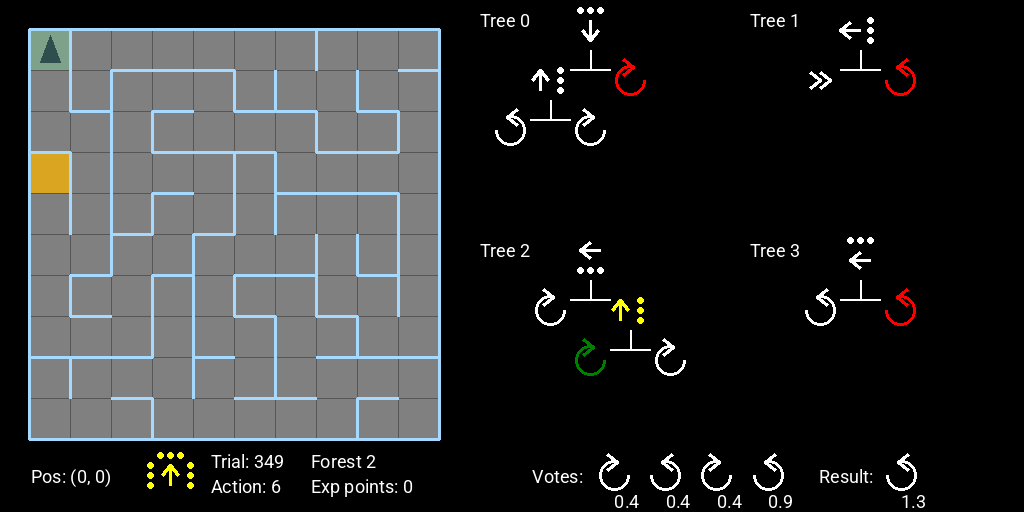 Tree 0
Tree 1
Tree 2
Tree 3
Pos: (0, 0)
Trial: 349
Forest 2
Action: 6
Exp points: 0
Votes:
0.4
0.4
0.4
0.9
Result:
1.3